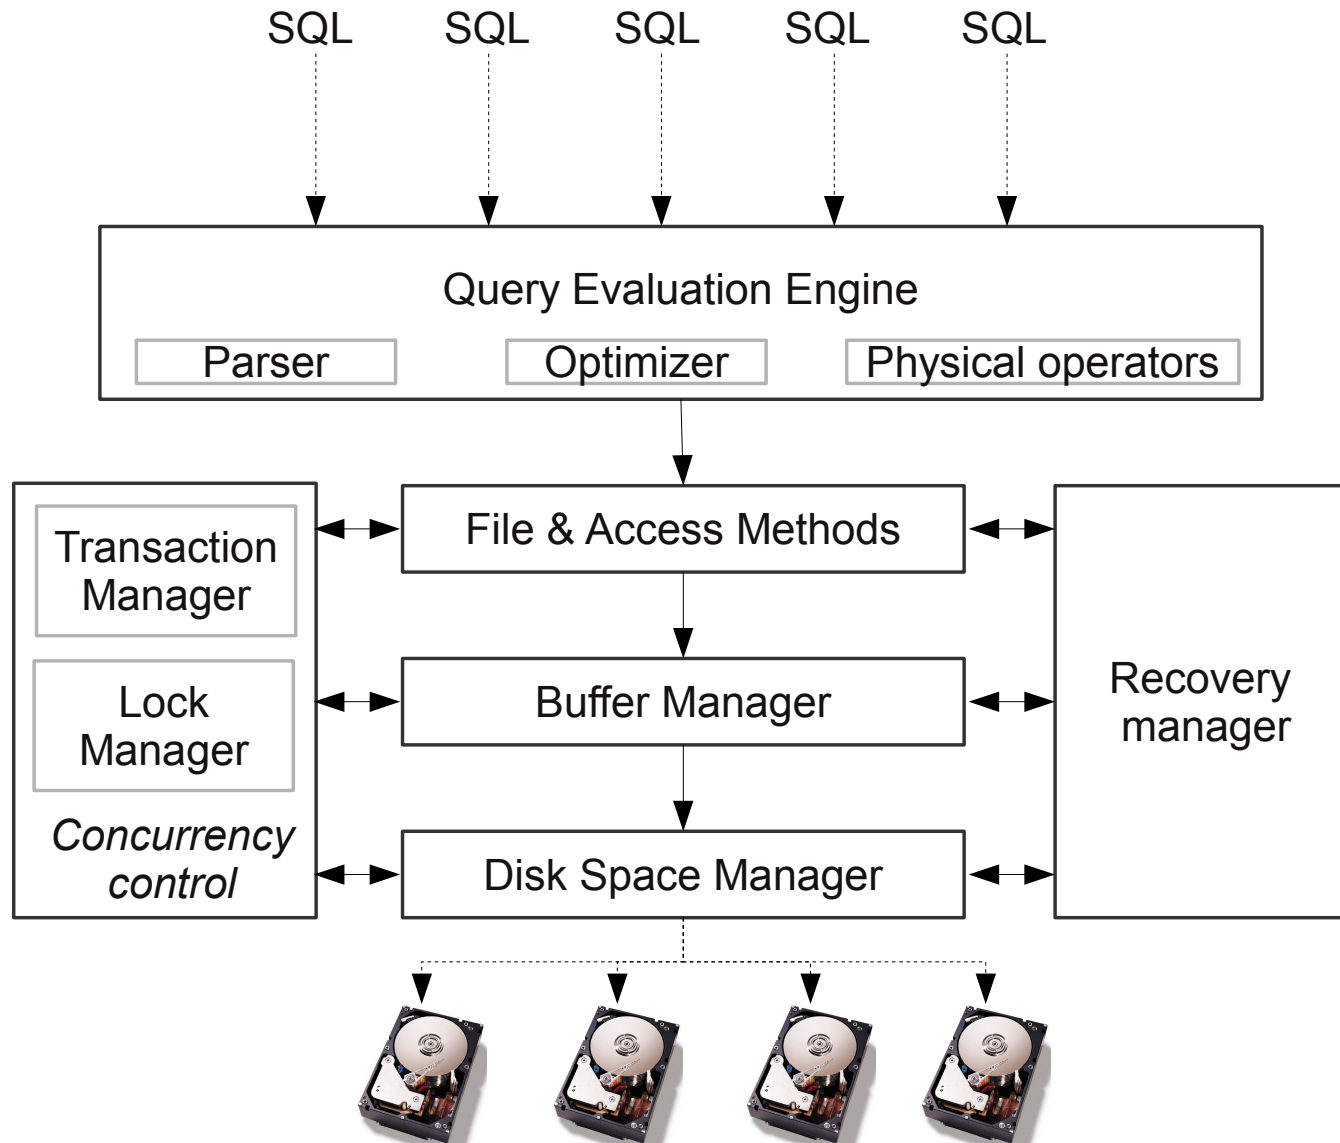 SQL SQL SQL SQL SQL
Query Evaluation Engine
Parser Optimizer Physical operators
Transaction
Manager
Lock
Manager
Concurrency
control
File & Access Methods
Buffer Manager
Disk Space Manager
Recovery
manager